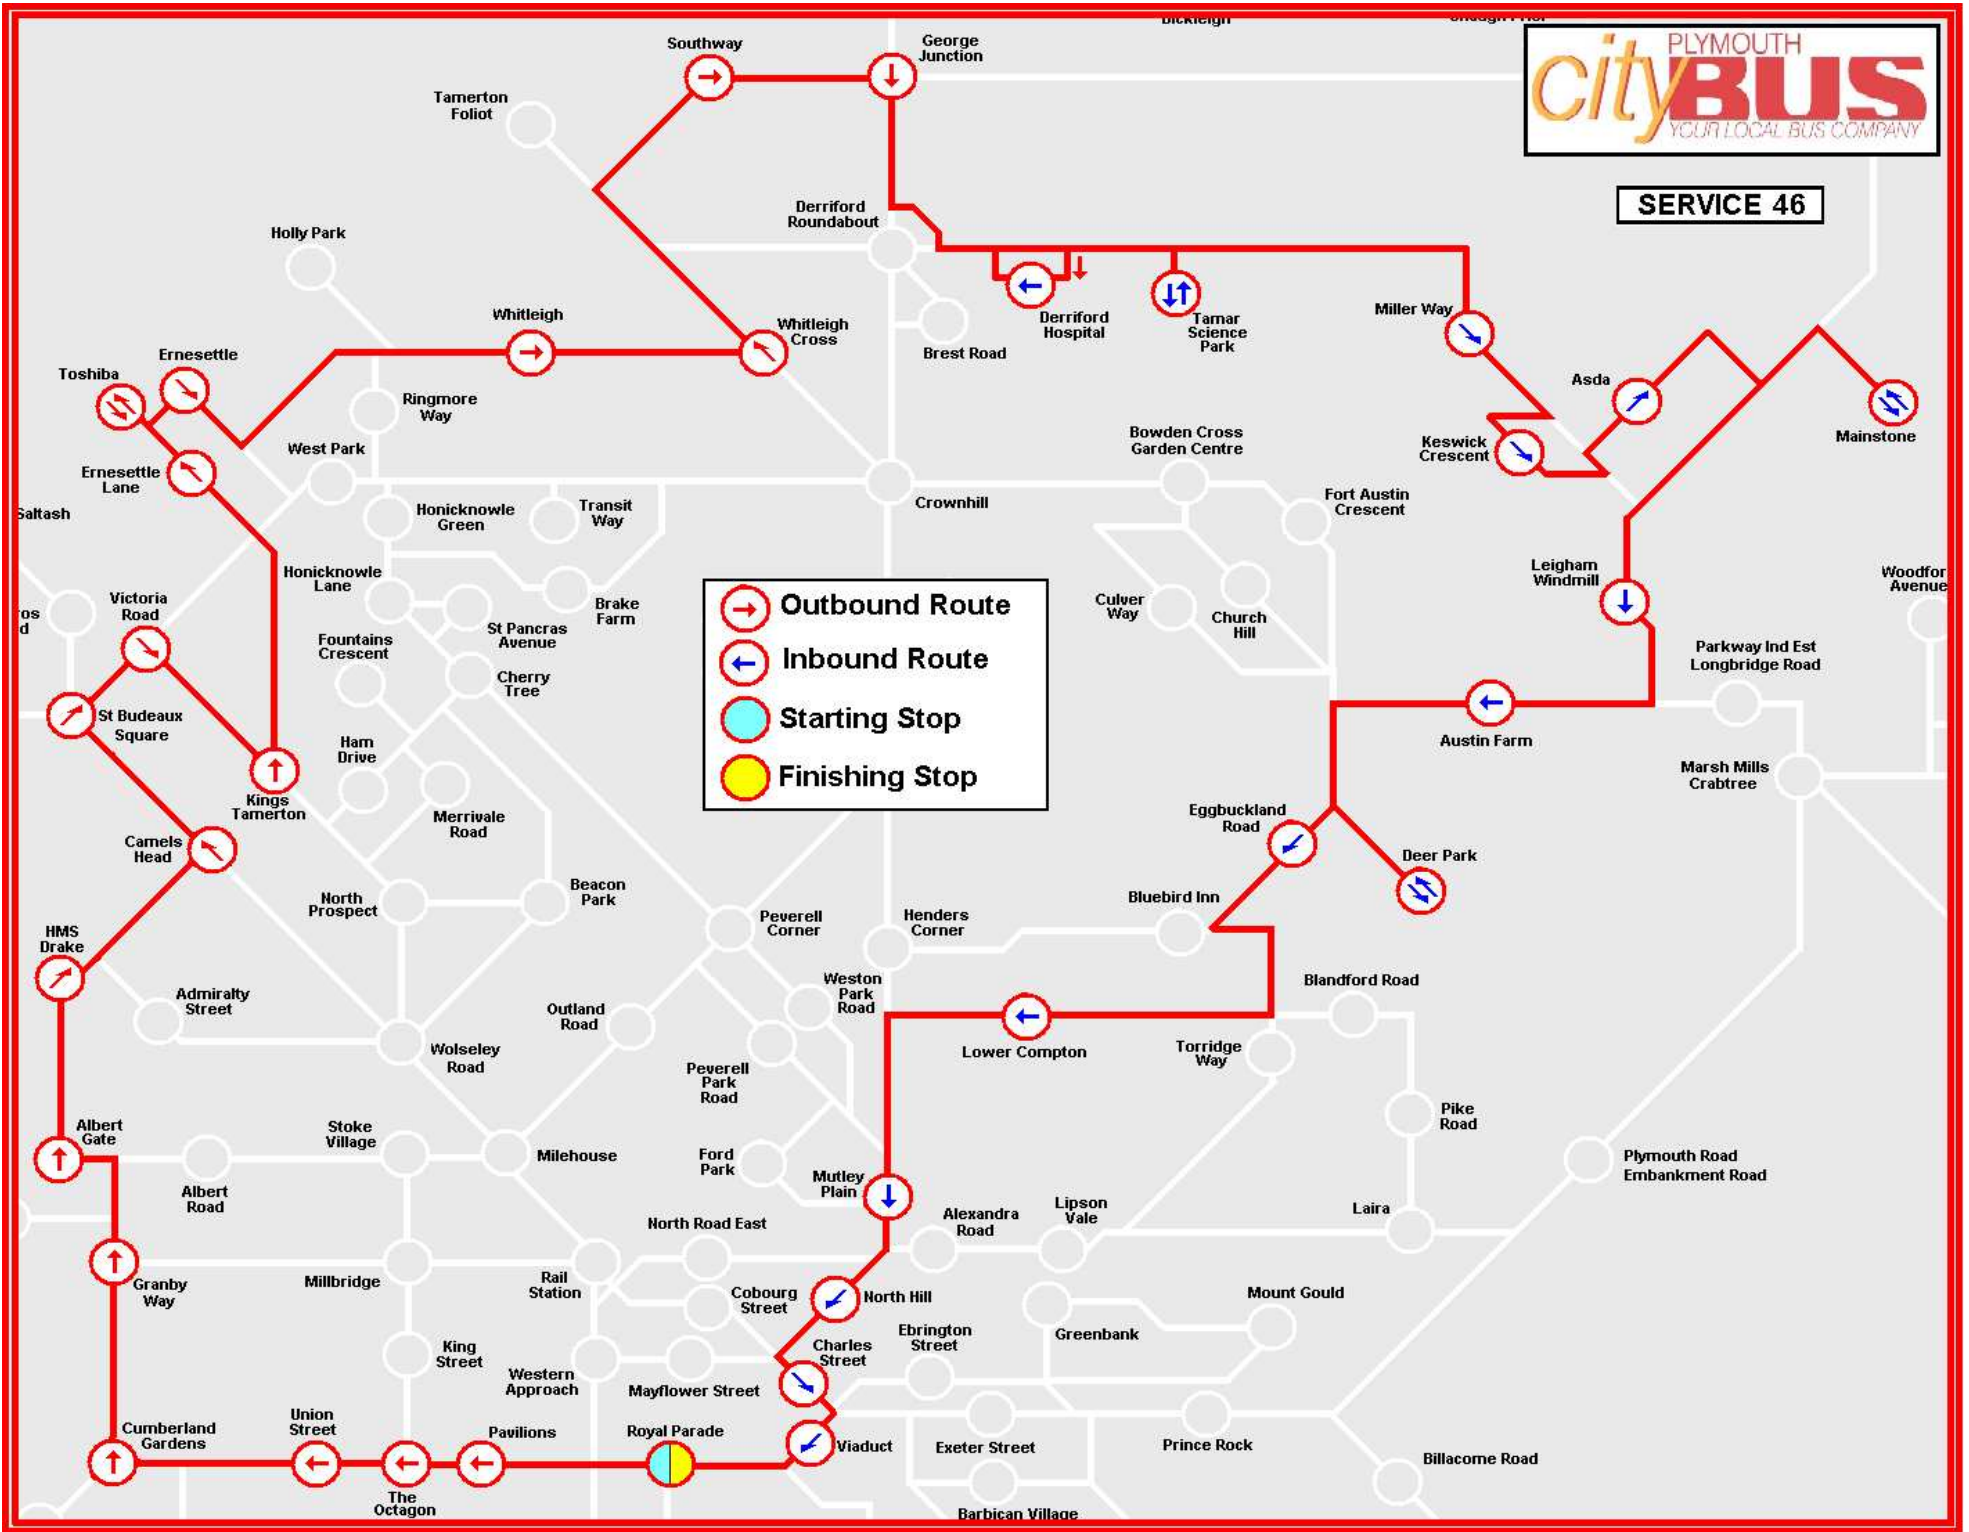 Bickleigh
PLYMOUTH
cityBUS
YOUR LOCAL BUS COMPANY
SERVICE 46
Southway
George
Junction
Tamerton
Foliot
Derriford
Roundabout
Holly Park
Whitleigh
Whitleigh
Cross
Brest Road
Derriford
Hospital
Tamar
Science
Park
Miller Way
Asda
Mainstone
Keswick
Crescent
Ernesettle
Toshiba
Ringmore
Way
West Park
Ernesettle
Lane
Saltash
Honicknowle
Green
Transit
Way
Crownhill
Bowden Cross
Garden Centre
Fort Austin
Crescent
Leigham
Windmill
Woodfor
Avenue
Honicknowle
Lane
Victoria
Road
ros
d
St Pancras
Avenue
Brake
Farm
Fountains
Crescent
Cherry
Tree
Culver
Way
Church
Hill
Parkway Ind Est
Longbridge Road
Outbound Route
Inbound Route
Starting Stop
Finishing Stop
St Budeaux
Square
Ham
Drive
Kings
Tamerton
Merrivale
Road
Austin Farm
Marsh Mills
Crabtree
Eggbuckland
Road
Camels
Head
Deer Park
North
Prospect
Beacon
Park
Bluebird Inn
Peverell
Corner
Henders
Corner
HMS
Drake
Admiralty
Street
Outland
Road
Weston
Park
Road
Blandford Road
Wolseley
Road
Lower Compton
Torridge
Way
Peverell
Park
Road
Pike
Road
Albert
Gate
Stoke
Village
Milehouse
Ford
Park
Plymouth Road
Embankment Road
Albert
Road
Mutley
Plain
North Road East
Alexandra
Road
Lipson
Vale
Laira
Granby
Way
Millbridge
Rail
Station
Cobourg
Street
North Hill
Mount Gould
Greenbank
King
Street
Ebrington
Street
Charles
Street
Western
Approach
Mayflower Street
Cumberland
Gardens
Union
Street
Pavilions
Royal Parade
Viaduct
Exeter Street
Prince Rock
Billacome Road
The
Octagon
Barbican Village